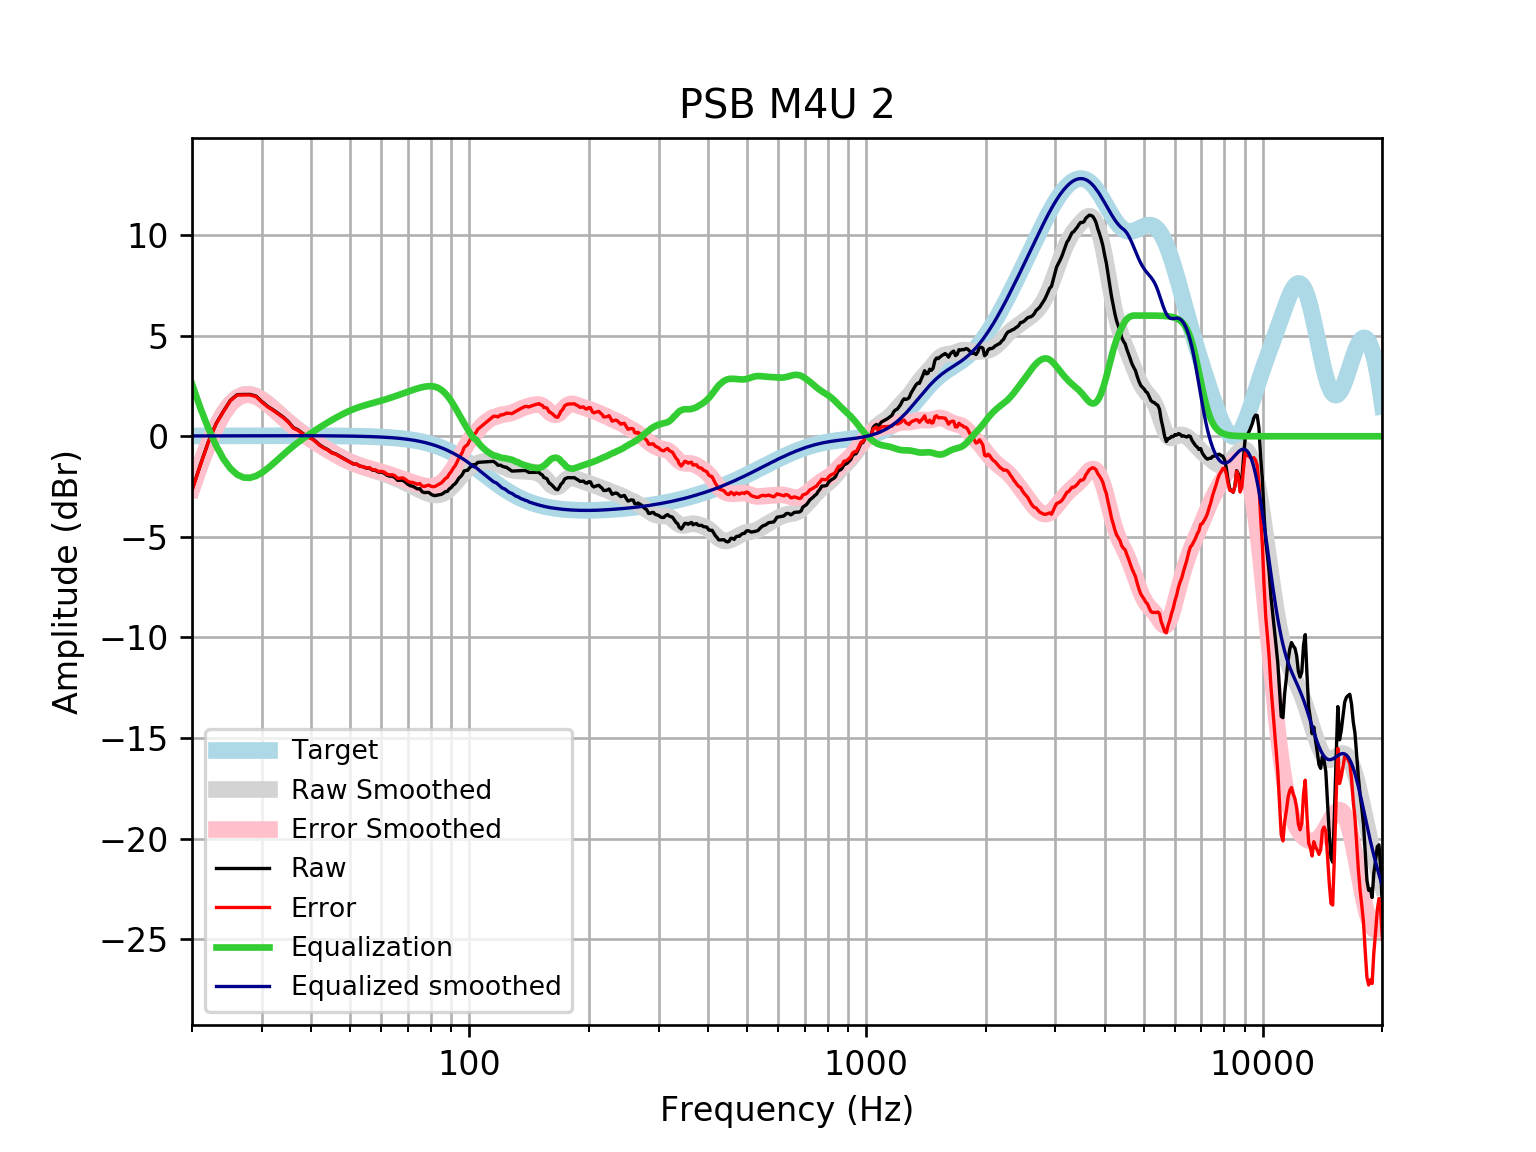 PSB M4U 2
Amplitude (dBr)
10
5
0
−5
−10
−15
−20
−25
Target
Raw Smoothed
Error Smoothed
Raw
Error
Equalization
Equalized smoothed
100
1000
10000
Frequency (Hz)